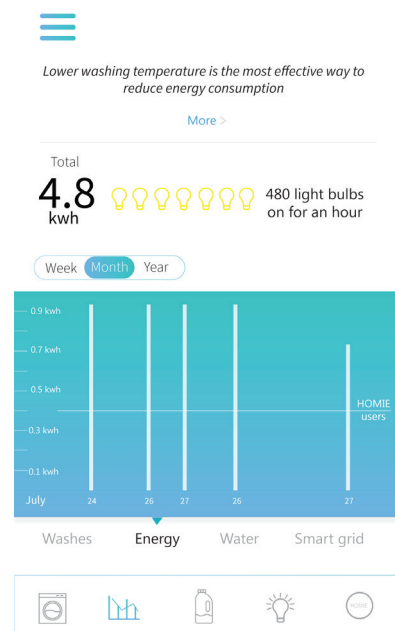 Lower washing temperature is the most effective way to
reduce energy consumption
More >
Total
4.8
kwh
480 light bulbs
on for an hour
Week Month Year
0.9 kwh
0.7 kwh
0.5 kwh
HOMIE
users
0.3 kwh
0.1 kwh
July 24 26 27 26 27
Washes Energy Water Smart grid
HOMIE